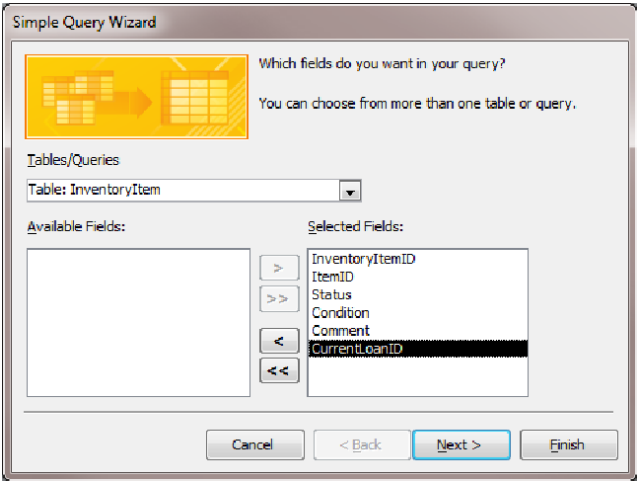 Simple Query Wizard
Which fields do you want in your query?
You can choose from more than one table or query.
Tables/Queries
Table: InventoryItem
Available Fields:
Selected Fields:
InventoryItemID
ItemID
Status
Condition
Comment
CurrentLoanID
>
>>
<
<<
Cancel
< Back
Next >
Finish